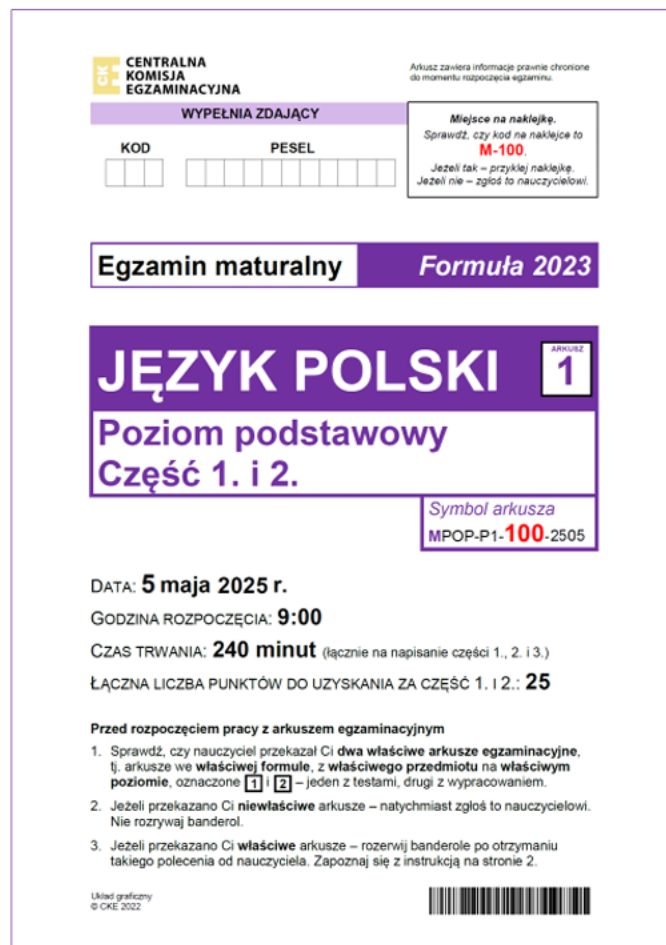 CENTRALNA
KOMISJA
EGZAMINACYJNA
CKE
Arkusz zawiera informacje prawnie chronione
do momentu rozpoczęcia egzaminu.
WYPEŁNIA ZDAJĄCY
KOD
PESEL
Miejsce na naklejkę.
Sprawdź, czy kod na naklejce to
M-100.
Jeżeli tak – przyklej naklejkę.
Jeżeli nie – zgłoś to nauczycielowi.
Egzamin maturalny
Formuła 2023
JĘZYK POLSKI
ARKUSZ
1
Poziom podstawowy
Część 1. i 2.
Symbol arkusza
MPOP-P1-100-2505
DATA: 5 maja 2025 r.
GODZINA ROZPOCZĘCIA: 9:00
CZAS TRWANIA: 240 minut (łącznie na napisanie części 1., 2. i 3.)
ŁĄCZNA LICZBA PUNKTÓW DO UZYSKANIA ZA CZĘŚĆ 1. I 2.: 25
Przed rozpoczęciem pracy z arkuszem egzaminacyjnym
1. Sprawdź, czy nauczyciel przekazał Ci dwa właściwe arkusze egzaminacyjne,
tj. arkusze we właściwej formule, z właściwego przedmiotu na właściwym
poziomie, oznaczone 1 i 2 – jeden z testami, drugi z wypracowaniem.
2. Jeżeli przekazano Ci niewłaściwe arkusze – natychmiast zgłoś to nauczycielowi.
Nie rozrywaj banderol.
3. Jeżeli przekazano Ci właściwe arkusze – rozerwij banderole po otrzymaniu
takiego polecenia od nauczyciela. Zapoznaj się z instrukcją na stronie 2.
Układ graficzny
© CKE 2022